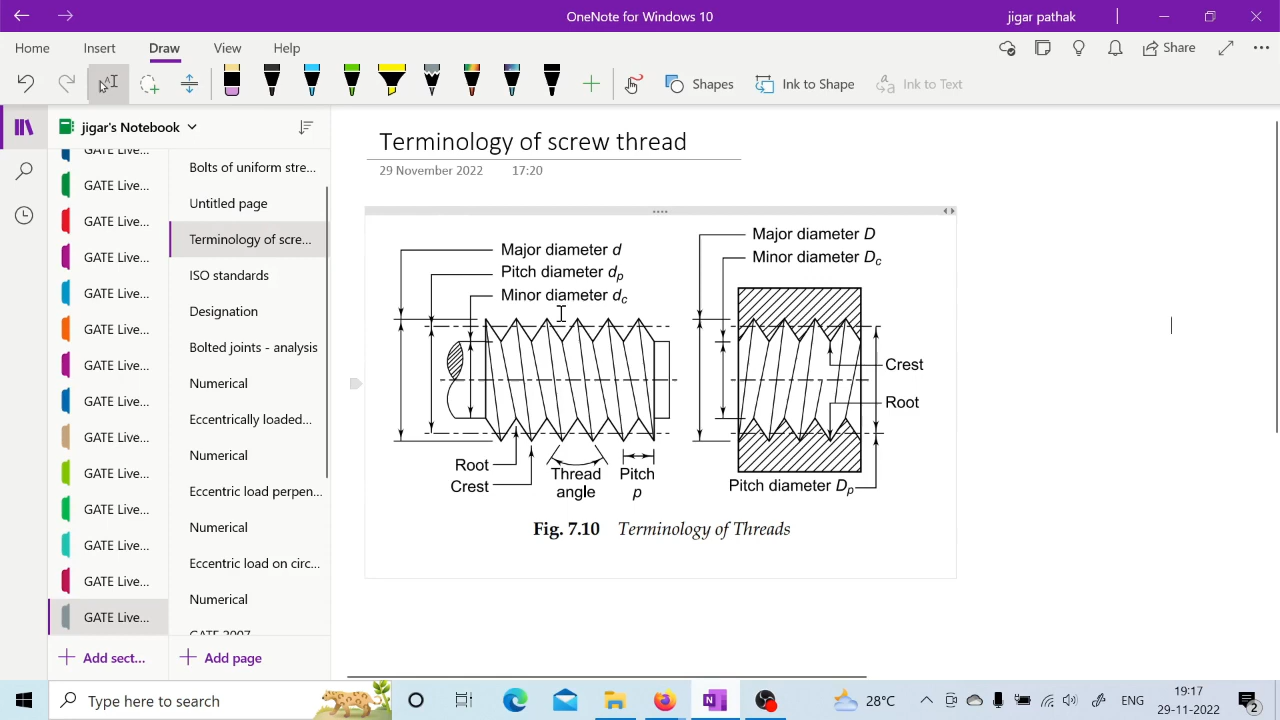 OneNote for Windows 10
jigar pathak
Home
Insert
Draw
View
Help
Share
Shapes
Ink to Shape
Ink to Text
jigar's Notebook
GATE Live...
GATE Live...
GATE Live...
GATE Live...
GATE Live...
GATE Live...
GATE Live...
GATE Live...
GATE Live...
GATE Live...
GATE Live...
GATE Live...
GATE Live...
GATE Live...
Add sect...
Bolts of uniform stre...
Untitled page
Terminology of scre...
ISO standards
Designation
Bolted joints - analysis
Numerical
Eccentrically loaded...
Numerical
Eccentric load perpen...
Numerical
Eccentric load on circ...
Numerical
GATE 2007
Add page
Terminology of screw thread
29 November 2022 17:20
Major diameter d
Pitch diameter dp
Minor diameter dc
Root
Crest
Thread
angle
Pitch
p
Major diameter D
Minor diameter Dc
Crest
Root
Pitch diameter Dp
Fig. 7.10 Terminology of Threads
Type here to search
28°C
ENG
19:17
29-11-2022
2